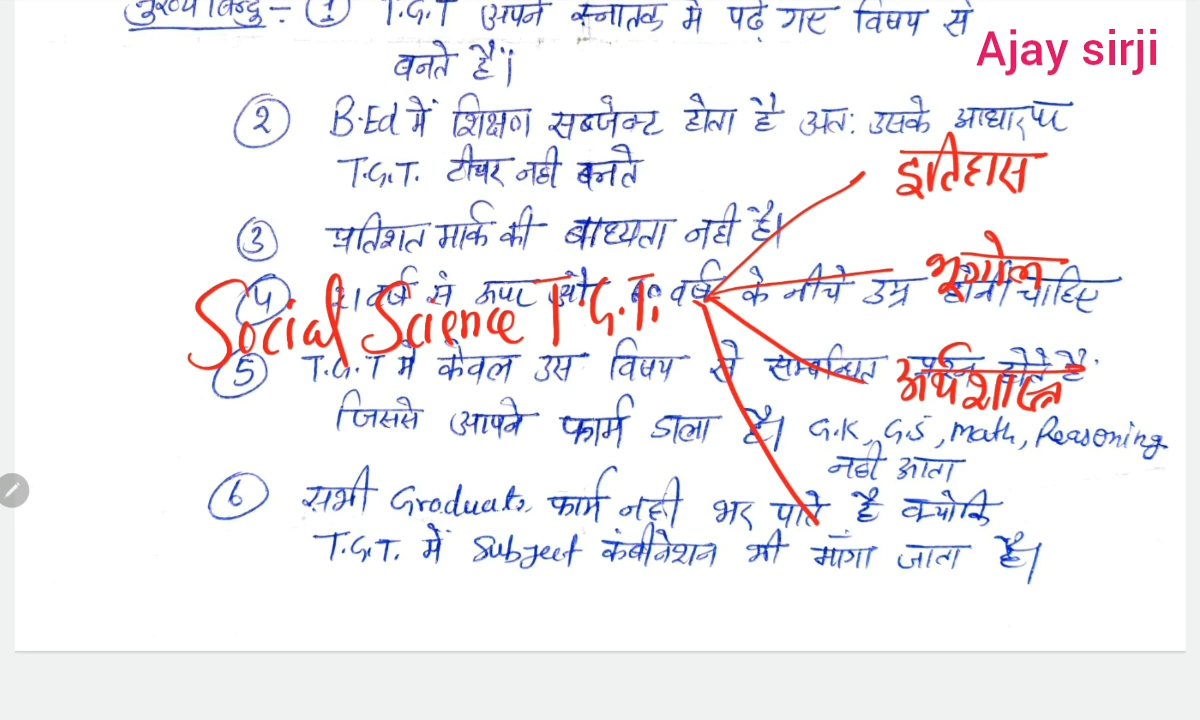 मुख्य बिन्दु :- ① T.G.T अपने स्नातक में पढ़े गए विषय से
बनते हैं।
Ajay sirji
② B.Ed में शिक्षण सब्जेक्ट होता है अतः उसके आधार पर
T.G.T. टीचर नही बनते
इतिहास
③ प्रतिशत मार्क की बाध्यता नही है।
भूगोल
④ 21 वर्ष से ऊपर और वर्ष के नीचे उम्र होनी चाहिए
Social Science T.G.T.
⑤ T.G.T में केवल उस विषय से सम्बन्धित प्रश्न होते है
अर्थशास्त्र
जिससे आपने फार्म डाला है। G.K, G.S, Math, Reasoning
नही आता
⑥ सभी Graduate फार्म नही भर पाते है क्योकि
T.G.T. में Subject कंबीनेशन भी माँगा जाता है।